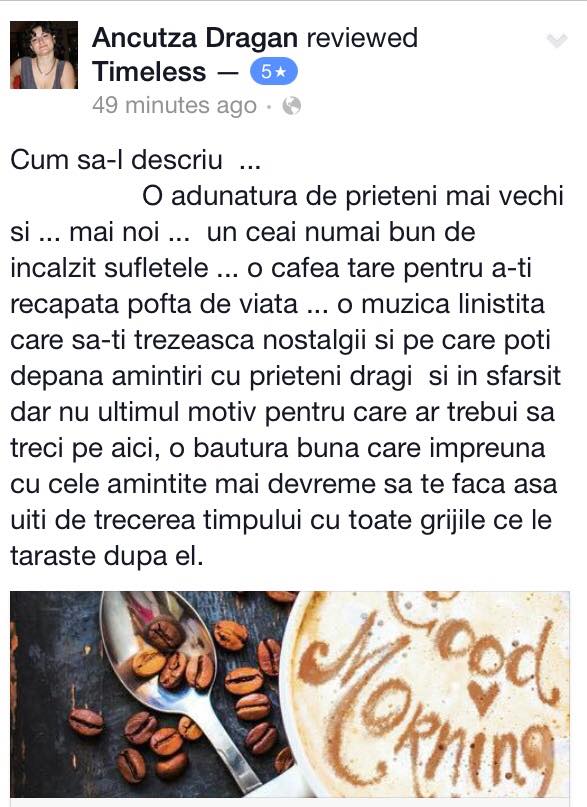 Ancutza Dragan reviewed
Timeless — 5★
49 minutes ago ·
Cum sa-l descriu ...
O adunatura de prieteni mai vechi
si ... mai noi ... un ceai numai bun de
incalzit sufletele ... o cafea tare pentru a-ti
recapata pofta de viata ... o muzica linistita
care sa-ti trezeasca nostalgii si pe care poti
depana amintiri cu prieteni dragi si in sfarsit
dar nu ultimul motiv pentru care ar trebui sa
treci pe aici, o bautura buna care impreuna
cu cele amintite mai devreme sa te faca asa
uiti de trecerea timpului cu toate grijile ce le
taraste dupa el.
Good
Morning